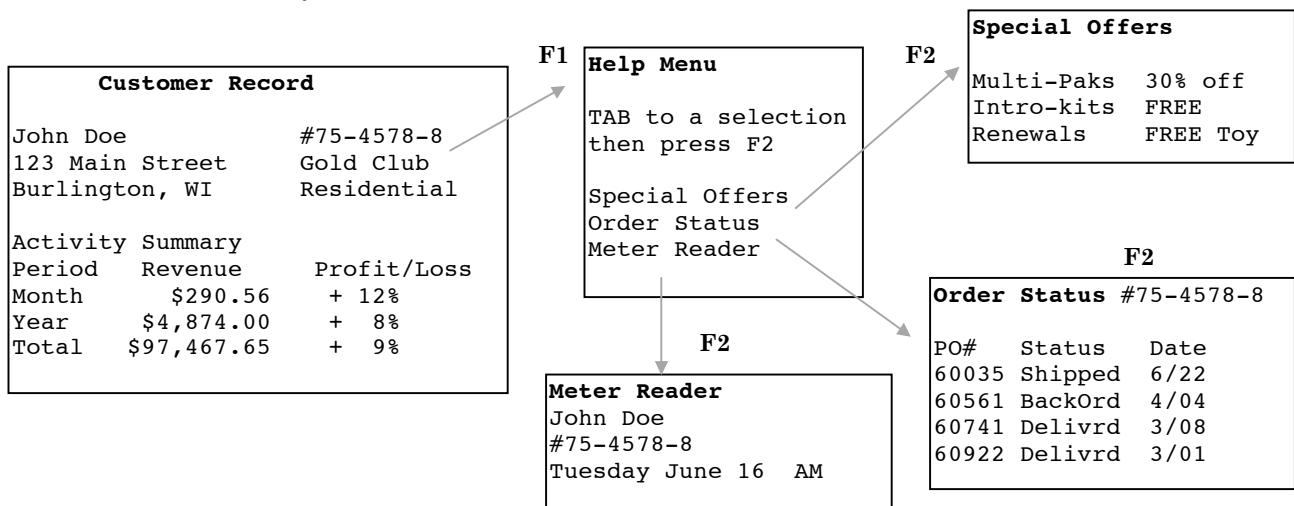 Customer Record
John Doe #75-4578-8
123 Main Street Gold Club
Burlington, WI Residential
Activity Summary
Period Revenue Profit/Loss
Month $290.56 + 12%
Year $4,874.00 + 8%
Total $97,467.65 + 9%
F1
Help Menu
TAB to a selection
then press F2
Special Offers
Order Status
Meter Reader
F2
Special Offers
Multi-Paks 30% off
Intro-kits FREE
Renewals FREE Toy
F2
Order Status #75-4578-8
PO# Status Date
60035 Shipped 6/22
60561 BackOrd 4/04
60741 Delivrd 3/08
60922 Delivrd 3/01
F2
Meter Reader
John Doe
#75-4578-8
Tuesday June 16 AM